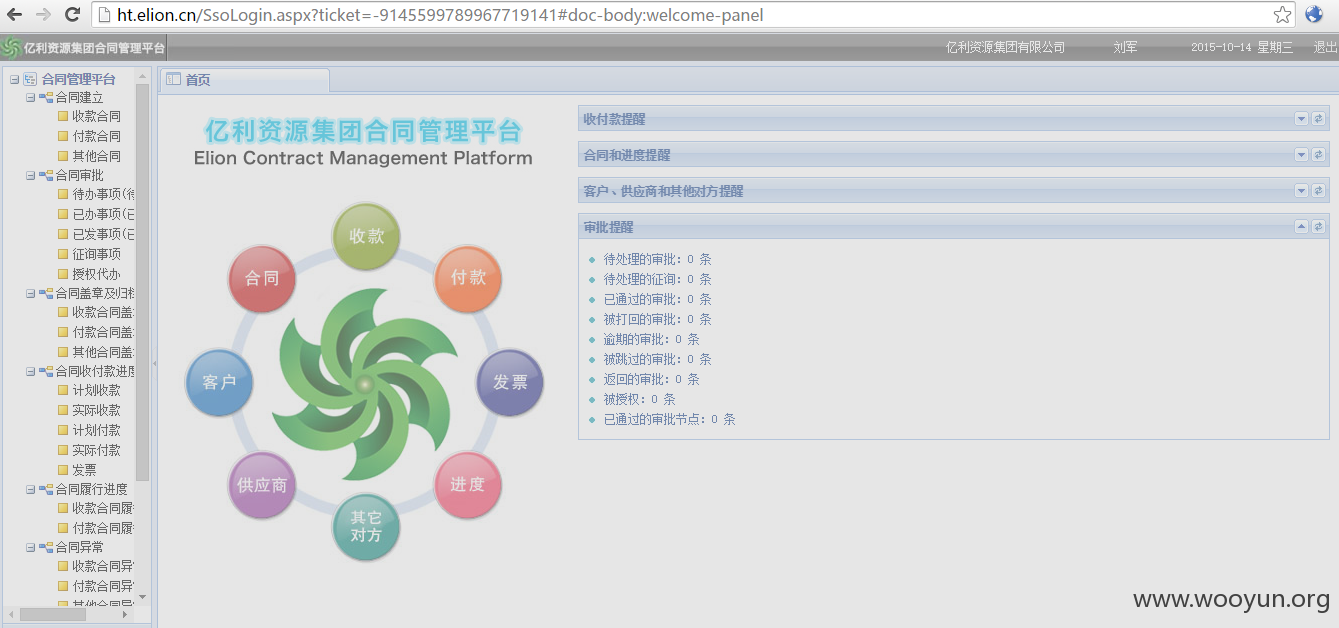 ht.elion.cn/SsoLogin.aspx?ticket=-9145599789967719141#doc-body:welcome-panel
亿利资源集团合同管理平台
亿利资源集团有限公司 刘军 2015-10-14 星期三 退出
合同管理平台
合同建立
收款合同
付款合同
其他合同
合同审批
待办事项(待
已办事项(已
已发事项(已
征询事项
授权代办
合同盖章及归档
收款合同盖
付款合同盖
其他合同盖
合同收付款进度
计划收款
实际收款
计划付款
实际付款
发票
合同履行进度
收款合同履
付款合同履
合同异常
收款合同异
付款合同异
其他合同异
首页
亿利资源集团合同管理平台
Elion Contract Management Platform
收款
合同
付款
客户
发票
供应商
进度
其它
对方
收付款提醒
合同和进度提醒
客户、供应商和其他对方提醒
审批提醒
待处理的审批: 0 条
待处理的征询: 0 条
已通过的审批: 0 条
被打回的审批: 0 条
逾期的审批: 0 条
被跳过的审批: 0 条
返回的审批: 0 条
被授权: 0 条
已通过的审批节点: 0 条
www.wooyun.org